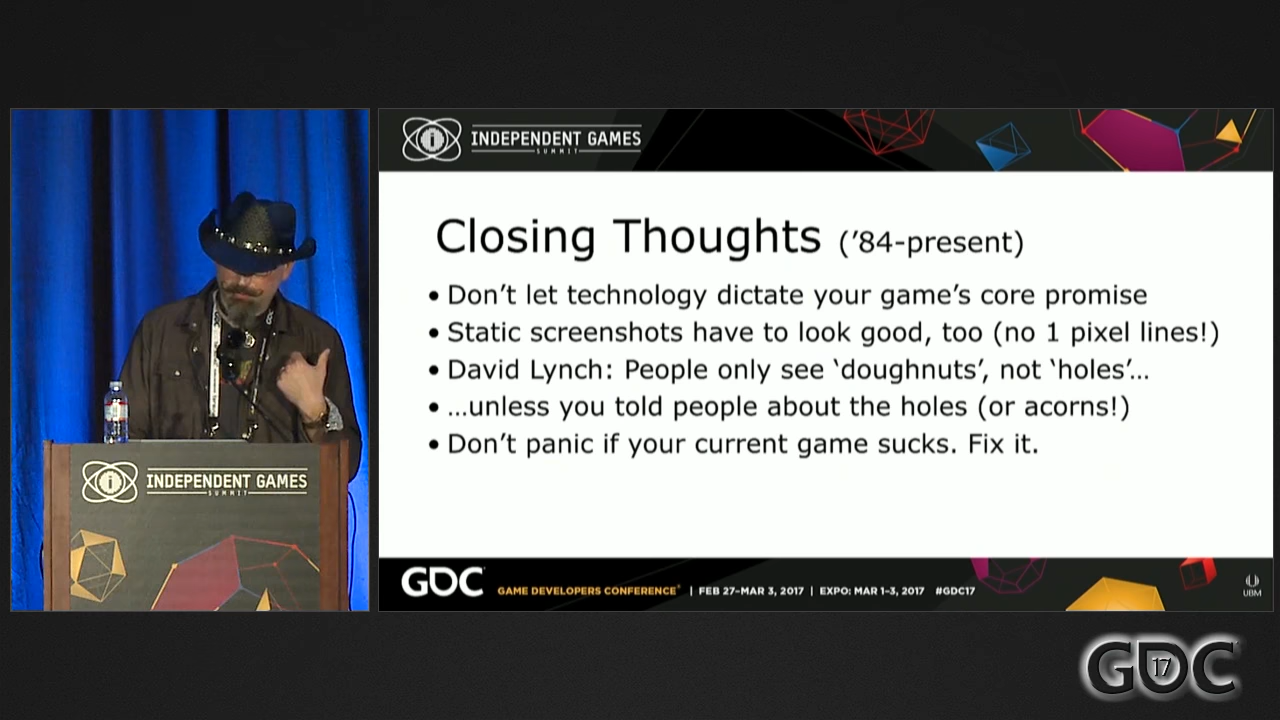 INDEPENDENT GAMES
SUMMIT
Closing Thoughts (’84-present)
• Don’t let technology dictate your game’s core promise
• Static screenshots have to look good, too (no 1 pixel lines!)
• David Lynch: People only see ‘doughnuts’, not ‘holes’…
• …unless you told people about the holes (or acorns!)
• Don’t panic if your current game sucks. Fix it.
INDEPENDENT GAMES
SUMMIT
GDC GAME DEVELOPERS CONFERENCE® | FEB 27–MAR 3, 2017 | EXPO: MAR 1–3, 2017 #GDC17
UBM
GDC 17